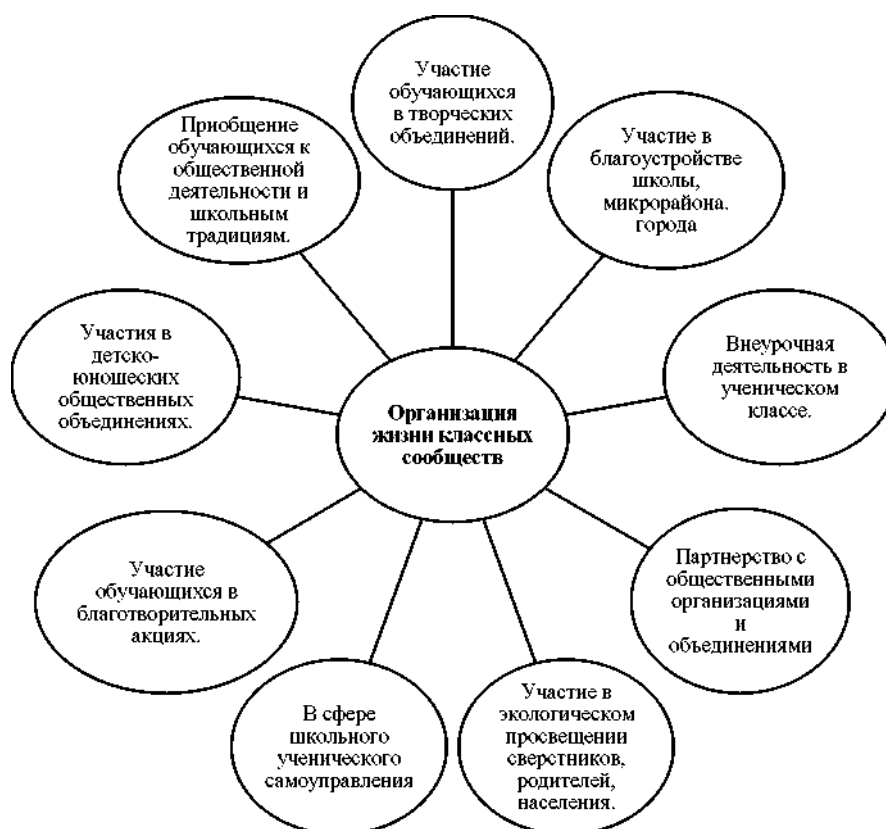 Участие
обучающихся
в творческих
объединений.
Участие в
благоустройстве
школы,
микрорайона.
города
Внеурочная
деятельность в
ученическом
классе.
Партнерство с
общественными
организациями
и
объединениями
Участие в
экологическом
просвещении
сверстников,
родителей,
населения.
В сфере
школьного
ученического
самоуправления
Участие
обучающихся в
благотворительных
акциях.
Участия в
детско-
юношеских
общественных
объединениях.
Приобщение
обучающихся к
общественной
деятельности и
школьным
традициям.
Организация
жизни классных
сообществ